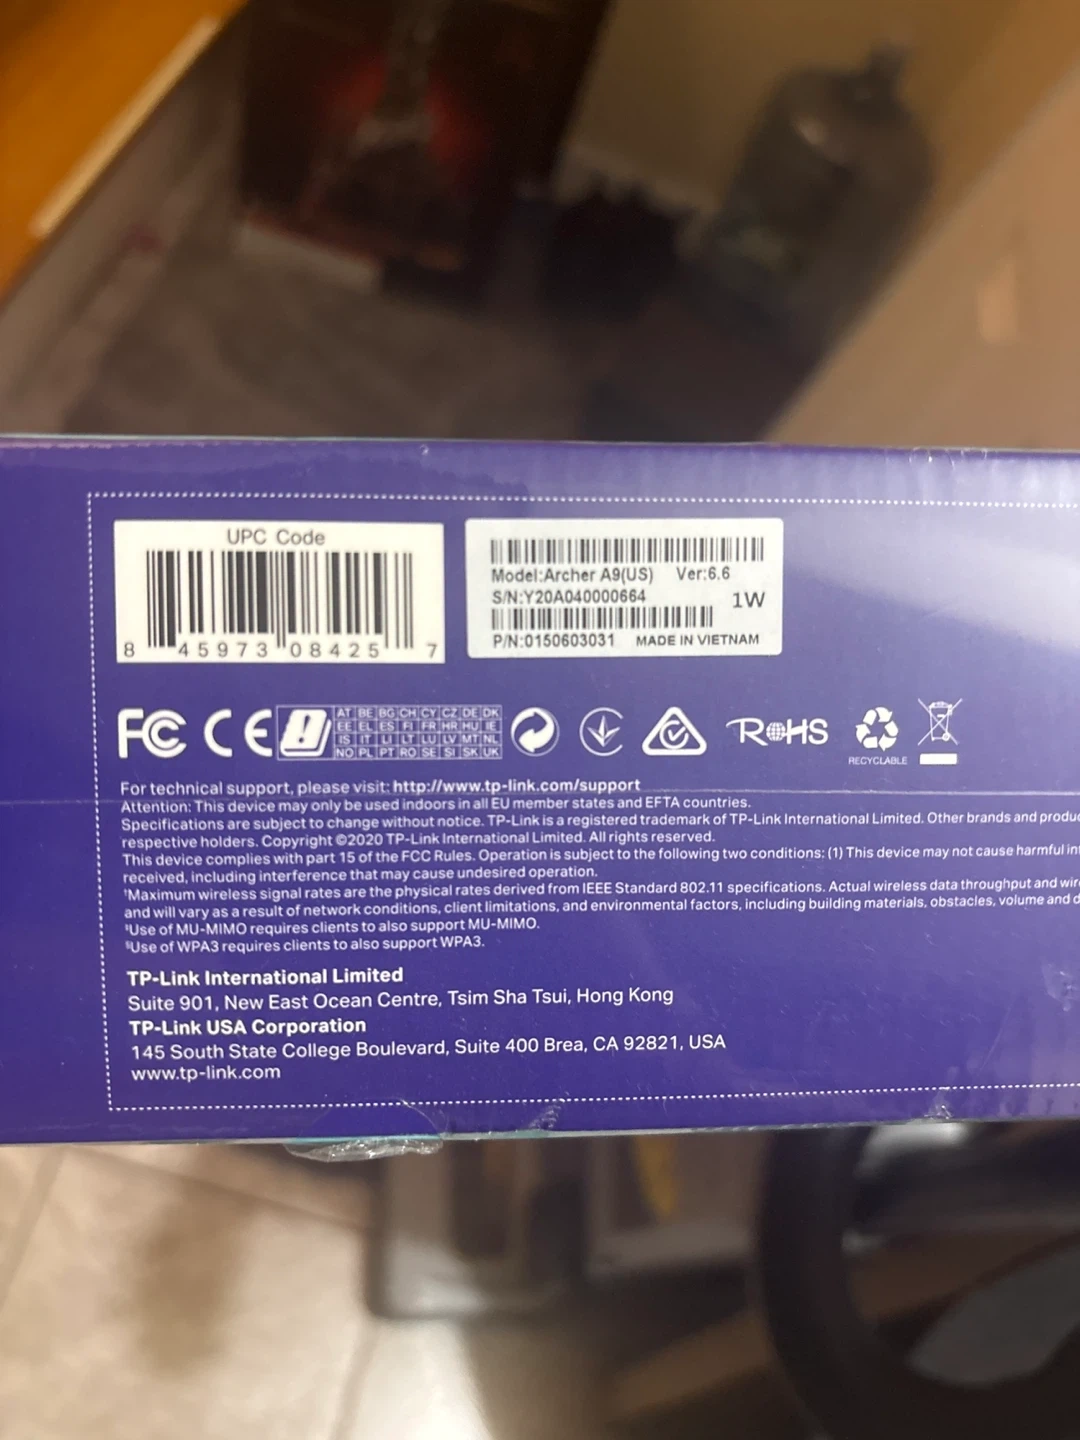 UPC Code
8 45973 08425 7
Model:Archer A9(US) Ver:6.6
S/N:Y20A040000664
1W
P/N:0150603031 MADE IN VIETNAM
FC CE
AT BE BG CH CY CZ DE DK
EE EL ES FI FR HR HU IE
IS IT LI LT LU LV MT NL
NO PL PT RO SE SI SK UK
RoHS
RECYCLABLE
For technical support, please visit: http://www.tp-link.com/support
Attention: This device may only be used indoors in all EU member states and EFTA countries.
Specifications are subject to change without notice. TP-Link is a registered trademark of TP-Link International Limited. Other brands and
respective holders. Copyright ©2020 TP-Link International Limited. All rights reserved.
This device complies with part 15 of the FCC Rules. Operation is subject to the following two conditions: (1) This device may not cause harmful
received, including interference that may cause undesired operation.
Maximum wireless signal rates are the physical rates derived from IEEE Standard 802.11 specifications. Actual wireless data throughput and
and will vary as a result of network conditions, client limitations, and environmental factors, including building materials, obstacles, volume and
Use of MU-MIMO requires clients to also support MU-MIMO.
Use of WPA3 requires clients to also support WPA3.
TP-Link International Limited
Suite 901, New East Ocean Centre, Tsim Sha Tsui, Hong Kong
TP-Link USA Corporation
145 South State College Boulevard, Suite 400 Brea, CA 92821, USA
www.tp-link.com